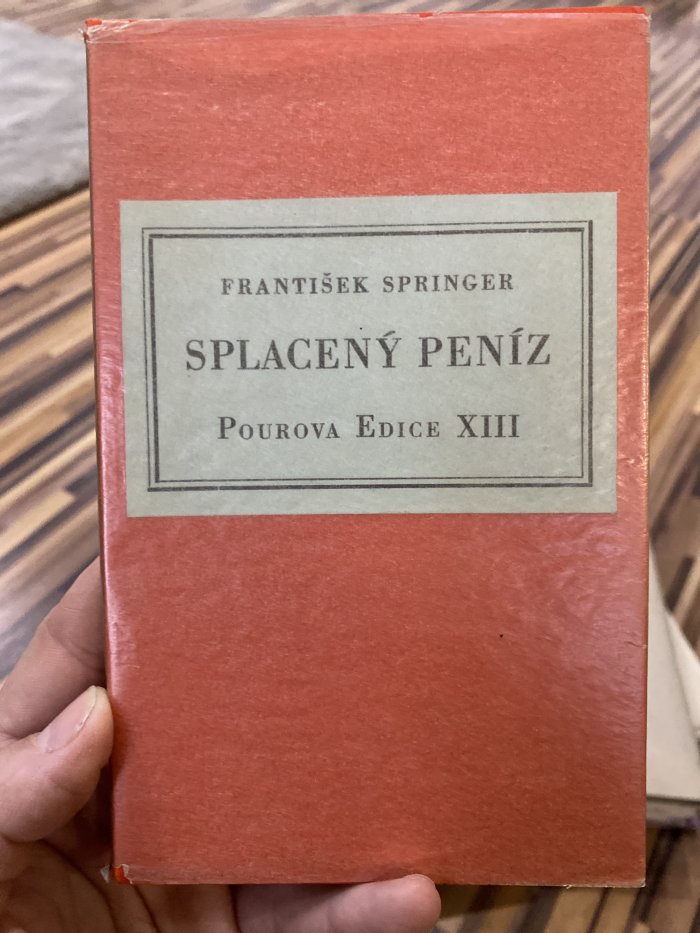 FRANTIŠEK SPRINGER
SPLACENÝ PENÍZ
POUROVA EDICE XIII